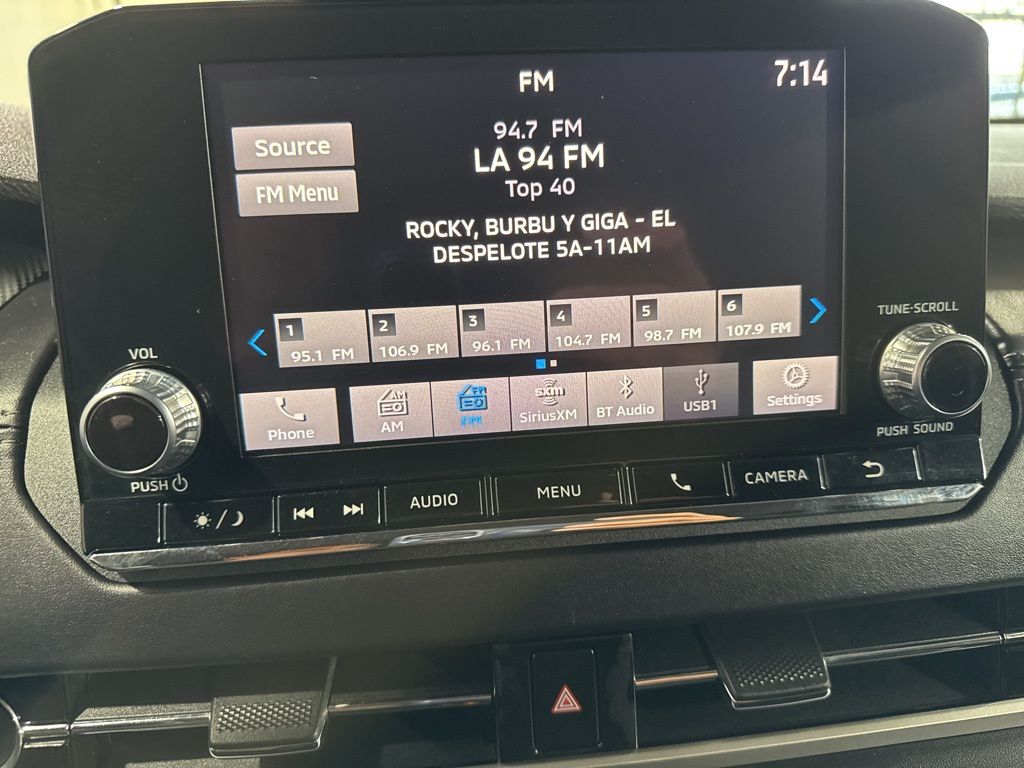 FM
7:14
Source
94.7 FM
LA 94 FM
Top 40
FM Menu
ROCKY, BURBU Y GIGA - EL
DESPELOTE 5A-11AM
1
95.1 FM
2
106.9 FM
3
96.1 FM
4
104.7 FM
5
98.7 FM
6
107.9 FM
TUNE·SCROLL
VOL
Phone
AM
AM
FM
FM
sxm
SiriusXM
BT Audio
USB1
Settings
PUSH SOUND
PUSH
AUDIO
MENU
CAMERA